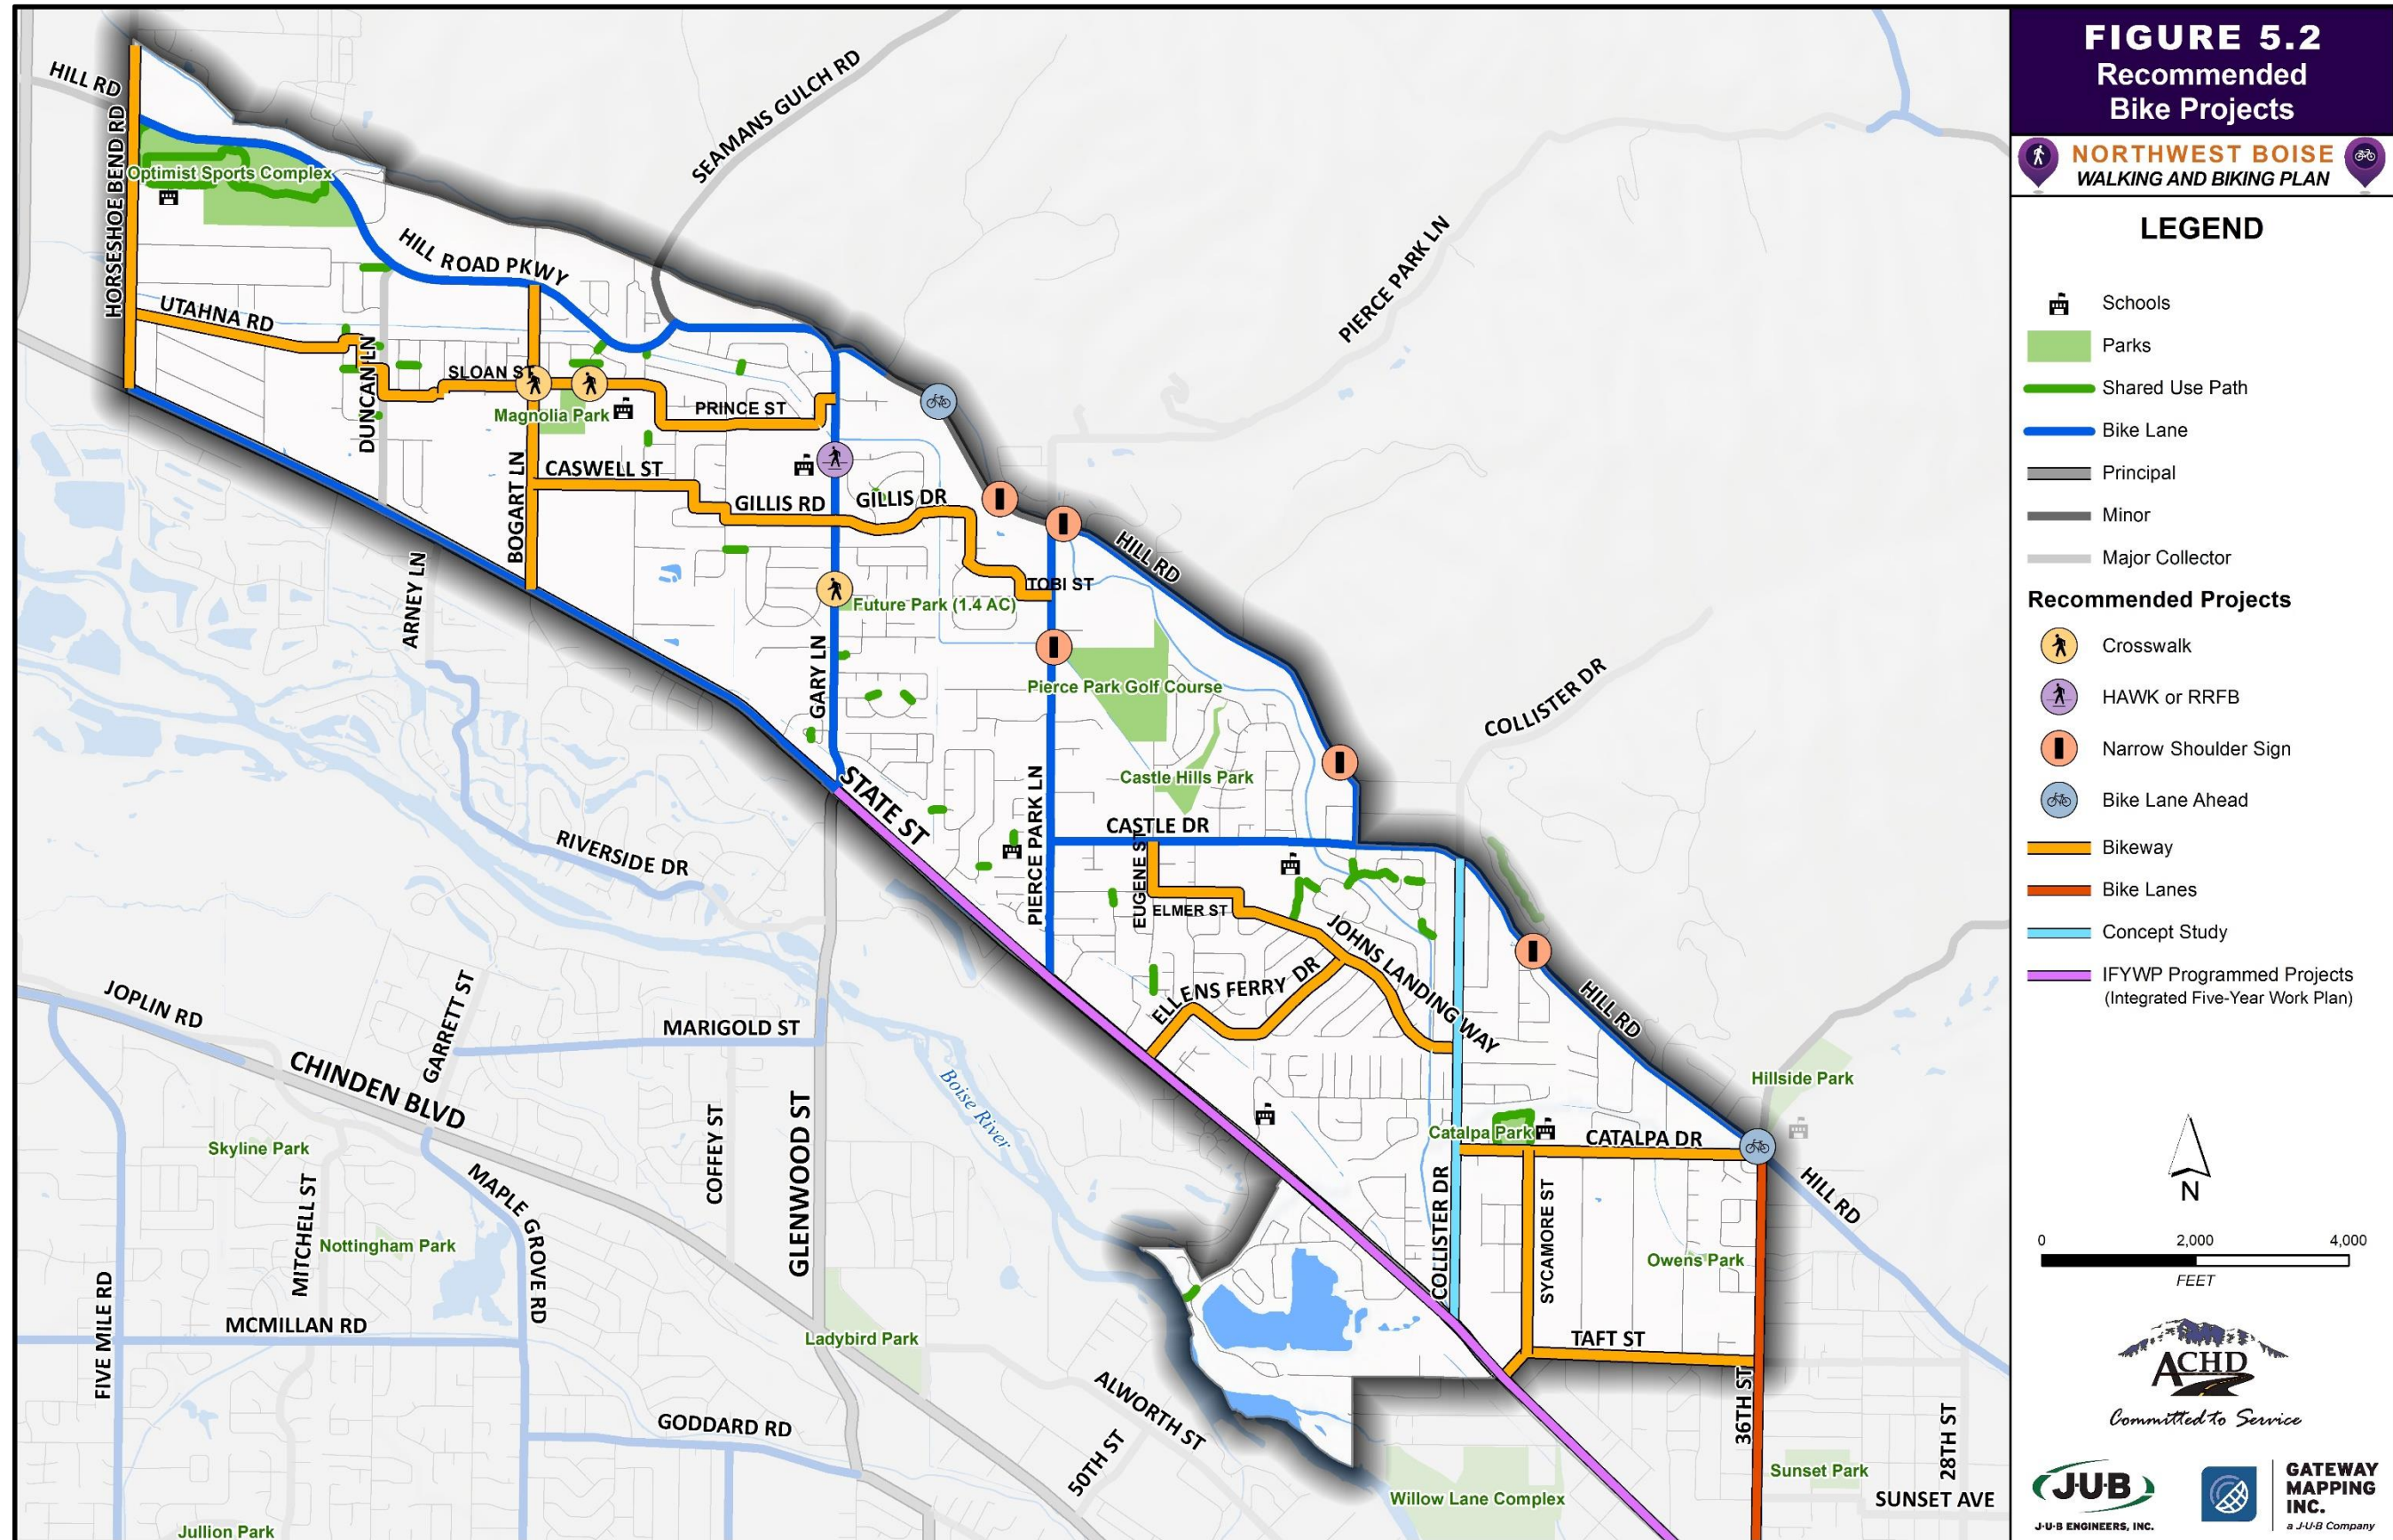 FIGURE 5.2
Recommended
Bike Projects
NORTHWEST BOISE
WALKING AND BIKING PLAN
LEGEND
Schools
Parks
Shared Use Path
Bike Lane
Principal
Minor
Major Collector
Recommended Projects
Crosswalk
HAWK or RRFB
Narrow Shoulder Sign
Bike Lane Ahead
Bikeway
Bike Lanes
Concept Study
IFYWP Programmed Projects
(Integrated Five-Year Work Plan)
N
0 2,000 4,000
FEET
ACHD
Committed to Service
J·U·B
J·U·B ENGINEERS, INC.
GATEWAY
MAPPING
INC.
a J·U·B Company
HILL RD
HORSESHOE BEND RD
Optimist Sports Complex
SEAMANS GULCH RD
HILL ROAD PKWY
PIERCE PARK LN
UTAHNA RD
DUNCAN LN
SLOAN ST
Magnolia Park
PRINCE ST
BOGART LN
CASWELL ST
GILLIS RD
GILLIS DR
HILL RD
TOBI ST
ARNEY LN
Future Park (1.4 AC)
GARY LN
Pierce Park Golf Course
COLLISTER DR
STATE ST
PIERCE PARK LN
Castle Hills Park
CASTLE DR
EUGENE ST
RIVERSIDE DR
ELMER ST
JOHNS LANDING WAY
ELLENS FERRY DR
HILL RD
JOPLIN RD
GARRETT ST
MARIGOLD ST
CHINDEN BLVD
Boise River
Hillside Park
Skyline Park
COFFEY ST
GLENWOOD ST
Catalpa Park
CATALPA DR
HILL RD
MITCHELL ST
MAPLE GROVE RD
Nottingham Park
COLLISTER DR
SYCAMORE ST
Owens Park
FIVE MILE RD
MCMILLAN RD
Ladybird Park
TAFT ST
ALWORTH ST
GODDARD RD
50TH ST
36TH ST
28TH ST
Sunset Park
Willow Lane Complex
SUNSET AVE
Jullion Park